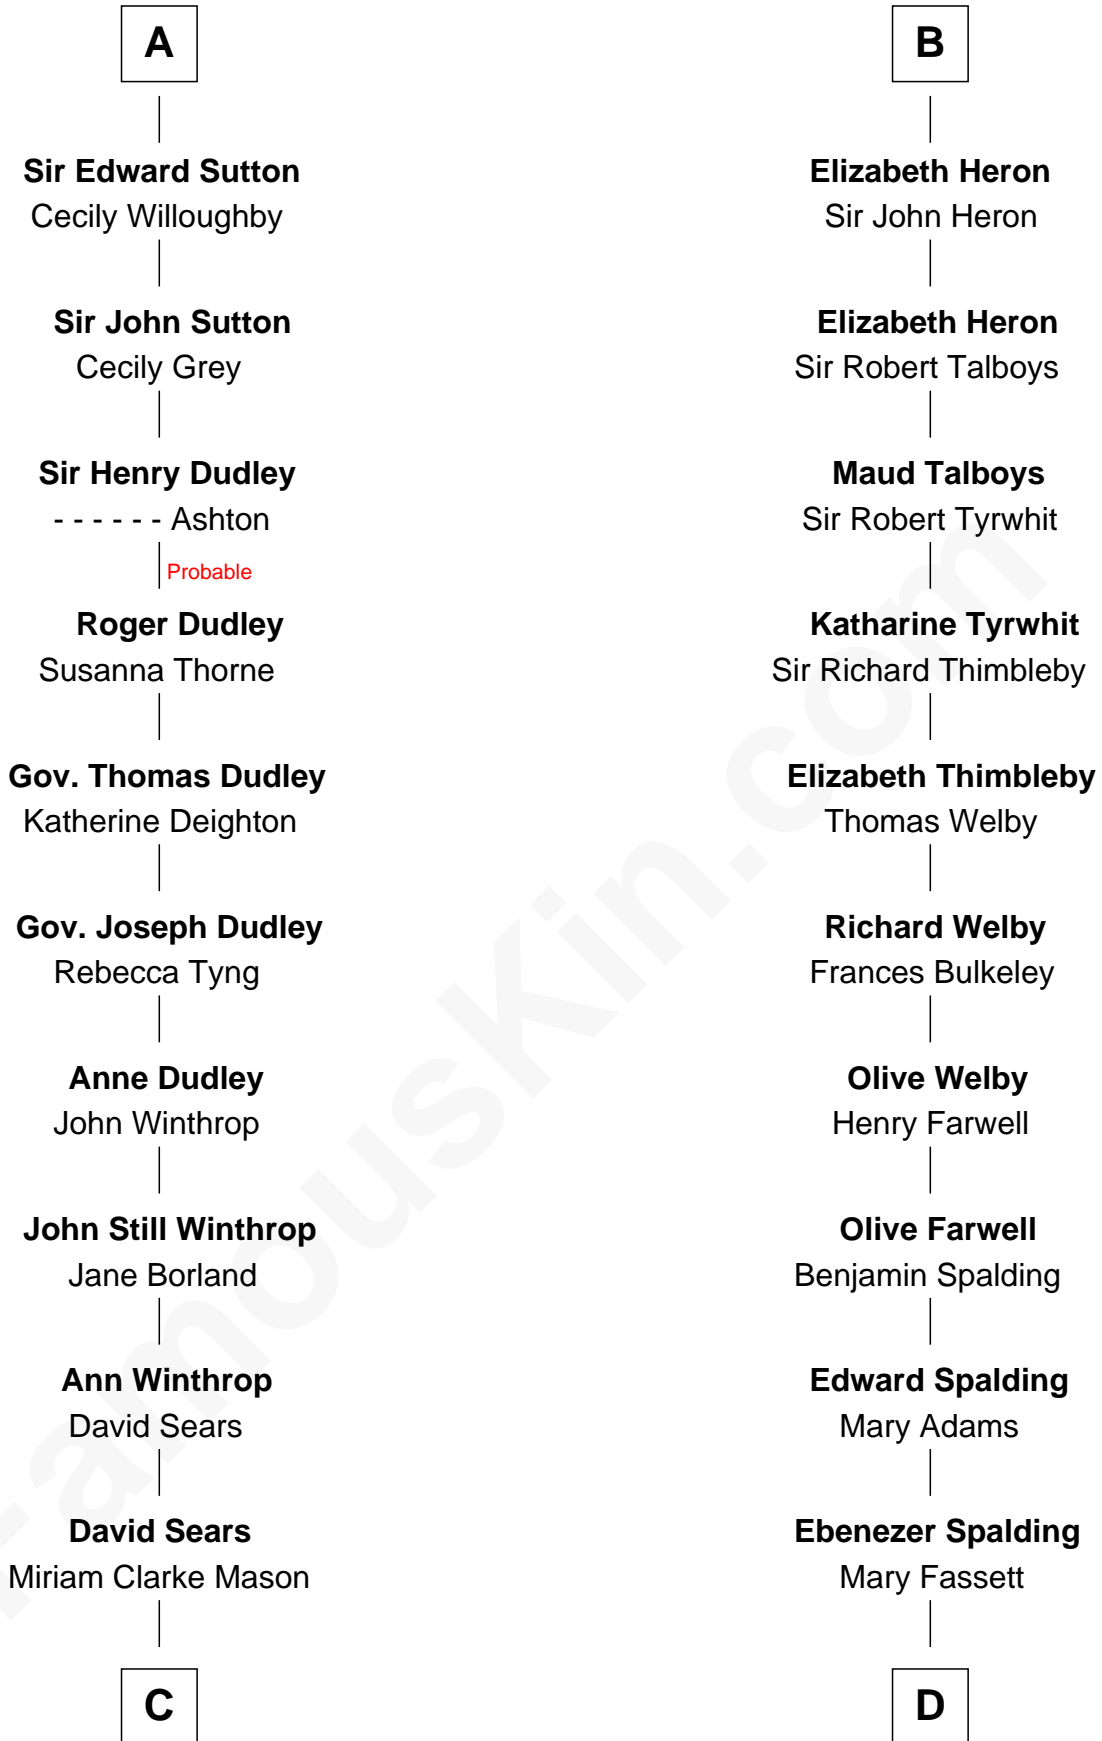 A
Sir Edward Sutton
Cecily Willoughby
Sir John Sutton
Cecily Grey
Sir Henry Dudley
- - - - - - Ashton
Probable
Roger Dudley
Susanna Thorne
Gov. Thomas Dudley
Katherine Deighton
Gov. Joseph Dudley
Rebecca Tyng
Anne Dudley
John Winthrop
John Still Winthrop
Jane Borland
Ann Winthrop
David Sears
David Sears
Miriam Clarke Mason
C
B
Elizabeth Heron
Sir John Heron
Elizabeth Heron
Sir Robert Talboys
Maud Talboys
Sir Robert Tyrwhit
Katharine Tyrwhit
Sir Richard Thimbleby
Elizabeth Thimbleby
Thomas Welby
Richard Welby
Frances Bulkeley
Olive Welby
Henry Farwell
Olive Farwell
Benjamin Spalding
Edward Spalding
Mary Adams
Ebenezer Spalding
Mary Fassett
D
FamousKin.com